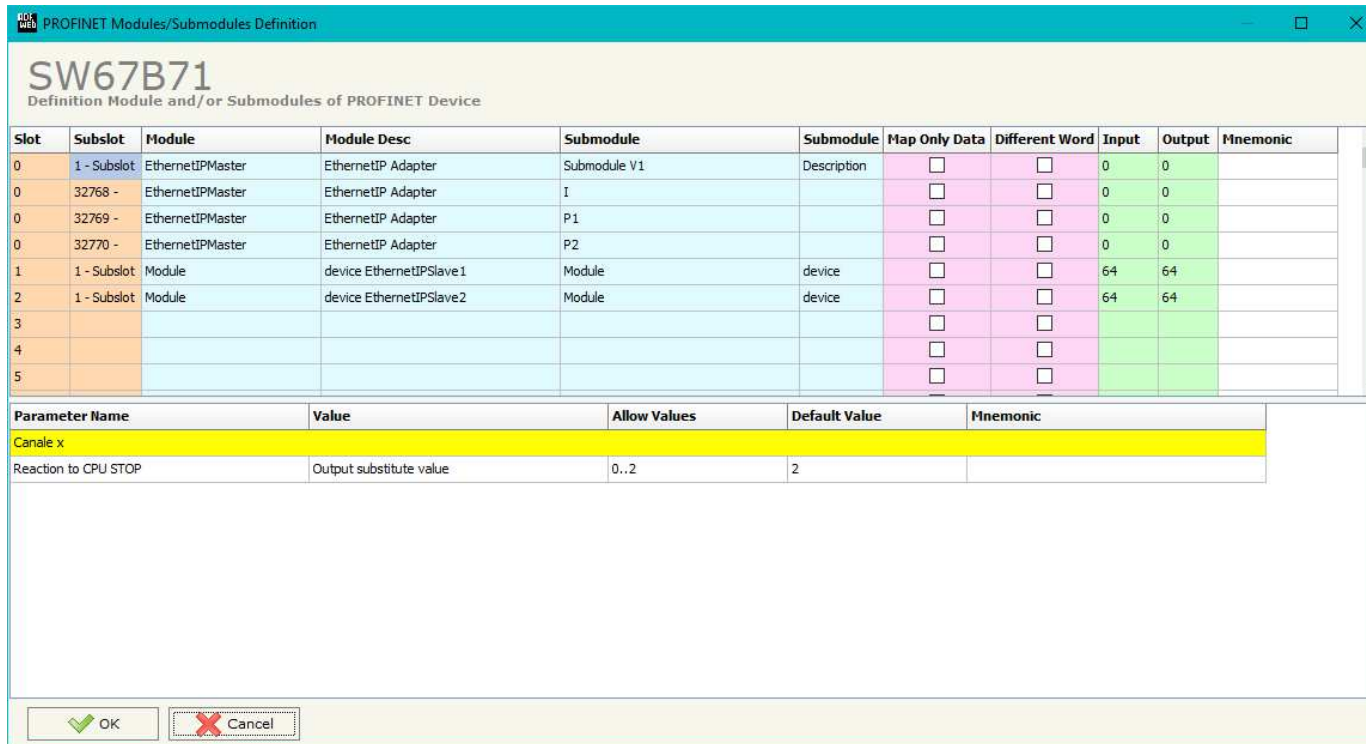 ADF WEB PROFINET Modules/Submodules Definition
SW67B71
Definition Module and/or Submodules of PROFINET Device
Slot Subslot Module Module Desc Submodule Submodule Map Only Data Different Word Input Output Mnemonic
0 1 - Subslot EthernetIPMaster EthernetIP Adapter Submodule V1 Description 0 0
0 32768 - EthernetIPMaster EthernetIP Adapter I 0 0
0 32769 - EthernetIPMaster EthernetIP Adapter P1 0 0
0 32770 - EthernetIPMaster EthernetIP Adapter P2 0 0
1 1 - Subslot Module device EthernetIPSlave1 Module device 64 64
2 1 - Subslot Module device EthernetIPSlave2 Module device 64 64
3
4
5
Parameter Name Value Allow Values Default Value Mnemonic
Canale x
Reaction to CPU STOP Output substitute value 0..2 2
OK Cancel